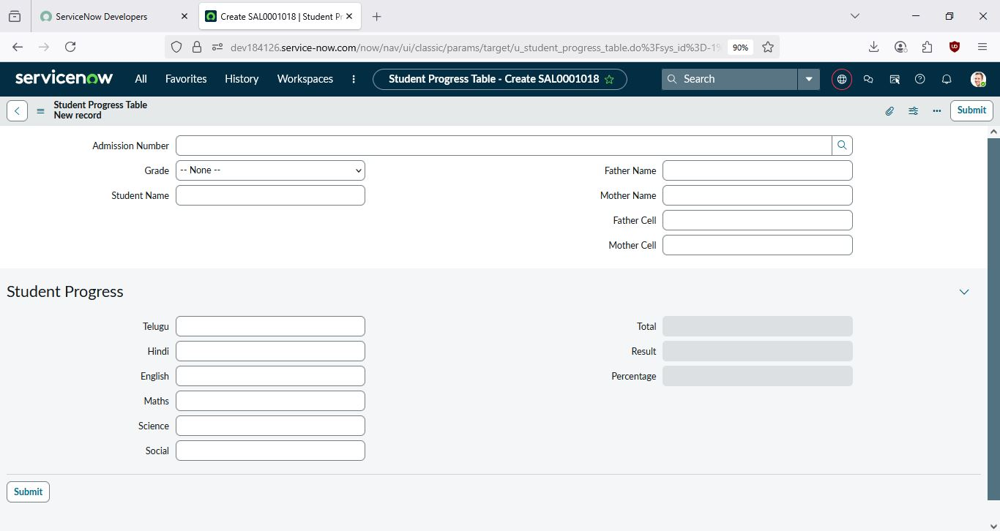 ServiceNow Developers
Create SAL0001018 | Student Pr
dev184126.service-now.com/now/nav/ui/classic/params/target/u_student_progress_table.do%3Fsys_id%3D-1%
90%
servicenow
All
Favorites
History
Workspaces
Student Progress Table - Create SAL0001018
Search
Student Progress Table
New record
Submit
Admission Number
Grade
-- None --
Father Name
Student Name
Mother Name
Father Cell
Mother Cell
Student Progress
Telugu
Total
Hindi
Result
English
Percentage
Maths
Science
Social
Submit